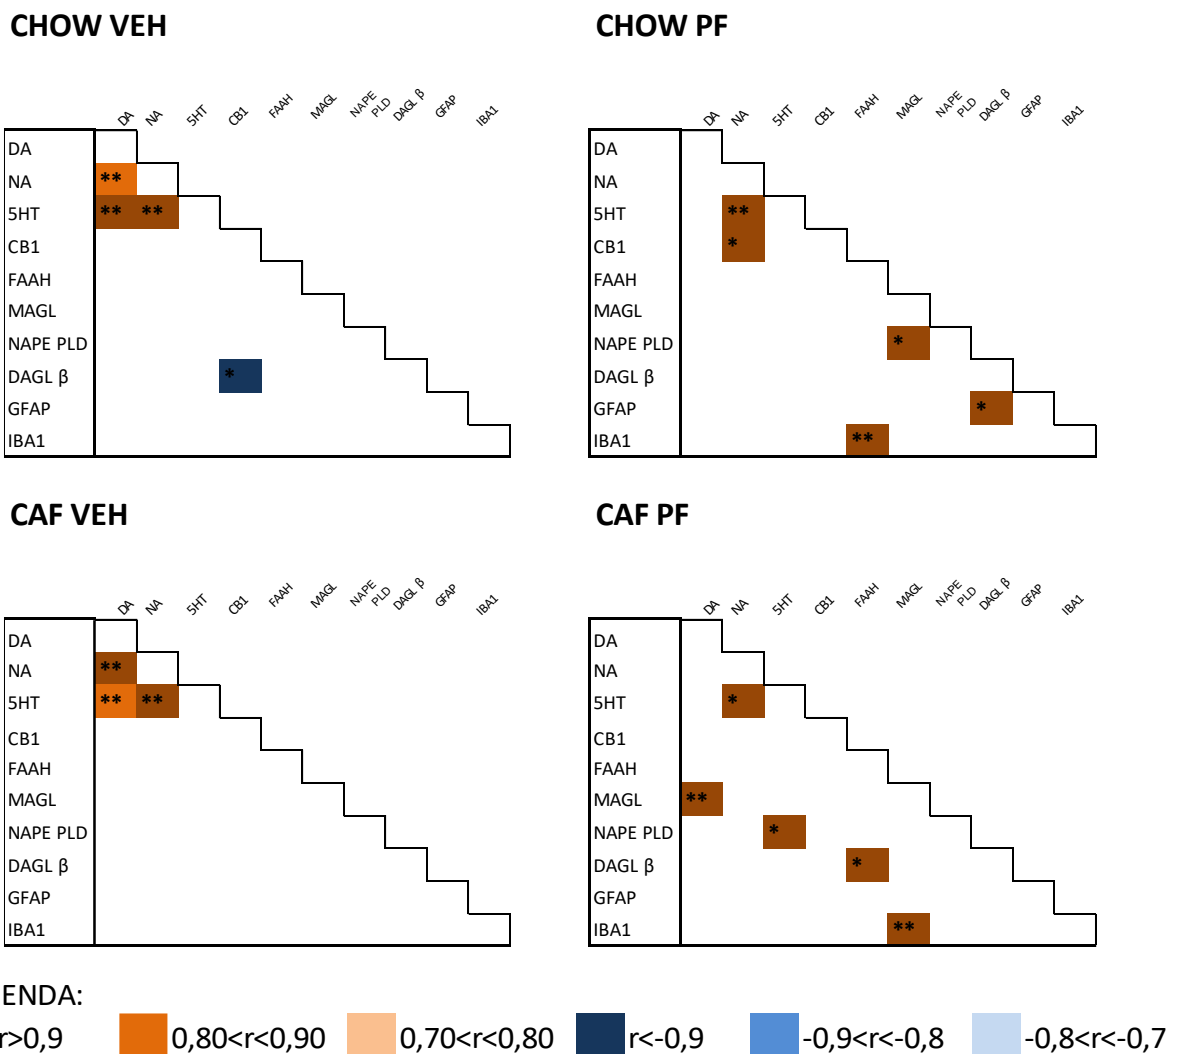 CHOW VEH
CHOW PF
DA NA 5HT CB1 FAAH MAGL NAPE PLD DAGL β GFAP IBA1
DA NA 5HT CB1 FAAH MAGL NAPE PLD DAGL β GFAP IBA1
DA
NA **
5HT ** **
CB1
FAAH
MAGL
NAPE PLD
DAGL β *
GFAP
IBA1
DA
NA
5HT **
CB1 *
FAAH
MAGL
NAPE PLD *
DAGL β
GFAP *
IBA1 **
CAF VEH
CAF PF
DA NA 5HT CB1 FAAH MAGL NAPE PLD DAGL β GFAP IBA1
DA NA 5HT CB1 FAAH MAGL NAPE PLD DAGL β GFAP IBA1
DA
NA **
5HT ** **
CB1
FAAH
MAGL
NAPE PLD
DAGL β
GFAP
IBA1
DA
NA
5HT *
CB1
FAAH
MAGL **
NAPE PLD *
DAGL β *
GFAP
IBA1 **
ENDA:
r>0,9 0,80<r<0,90 0,70<r<0,80 r<-0,9 -0,9<r<-0,8 -0,8<r<-0,7